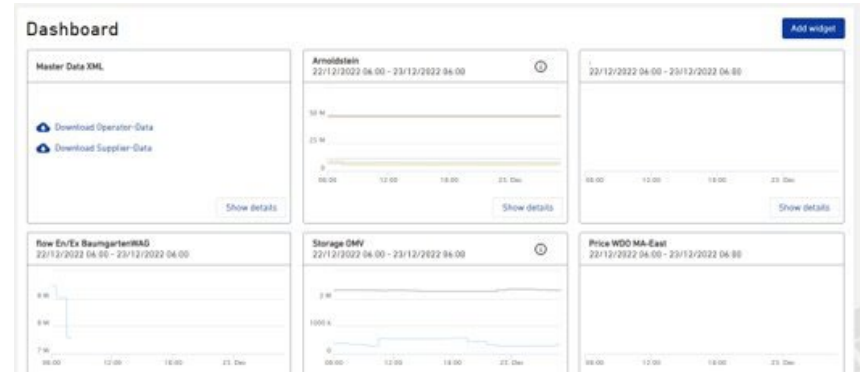 Dashboard
Add widget
Master Data XML
Download Operator-Data
Download Supplier-Data
Show details
Arnoldstein
22/12/2022 06:00 - 23/12/2022 06:00
50 M
25 M
0
06:00 12:00 18:00 23. Dec
Show details
.
22/12/2022 06:00 - 23/12/2022 06:00
06:00 12:00 18:00 23. Dec
Show details
flow En/Ex BaumgartenWAG
22/12/2022 06:00 - 23/12/2022 06:00
8 M
7 M
06:00 12:00 18:00 23. Dec
Storage OMV
22/12/2022 06:00 - 23/12/2022 06:00
2 M
1000 k
0
06:00 12:00 18:00 23. Dec
Price WDO MA-East
22/12/2022 06:00 - 23/12/2022 06:00
06:00 12:00 18:00 23. Dec